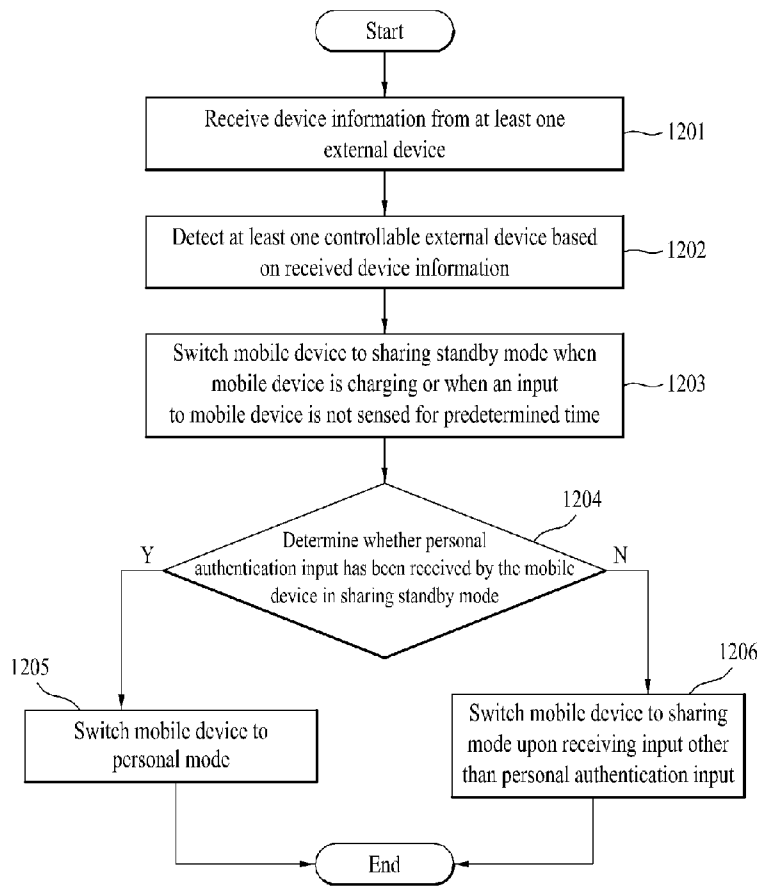 Start
Receive device information from at least one
external device
1201
Detect at least one controllable external device based
on received device information
1202
Switch mobile device to sharing standby mode when
mobile device is charging or when an input
to mobile device is not sensed for predetermined time
1203
1204
Determine whether personal
authentication input has been received by the mobile
device in sharing standby mode
Y
N
1205
Switch mobile device to
personal mode
1206
Switch mobile device to sharing
mode upon receiving input other
than personal authentication input
End